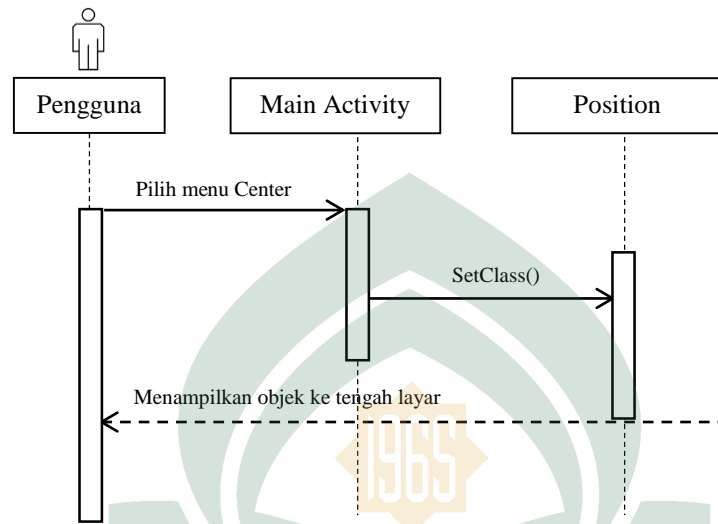 Pengguna
Main Activity
Position
Pilih menu Center
SetClass()
Menampilkan objek ke tengah layar
1965